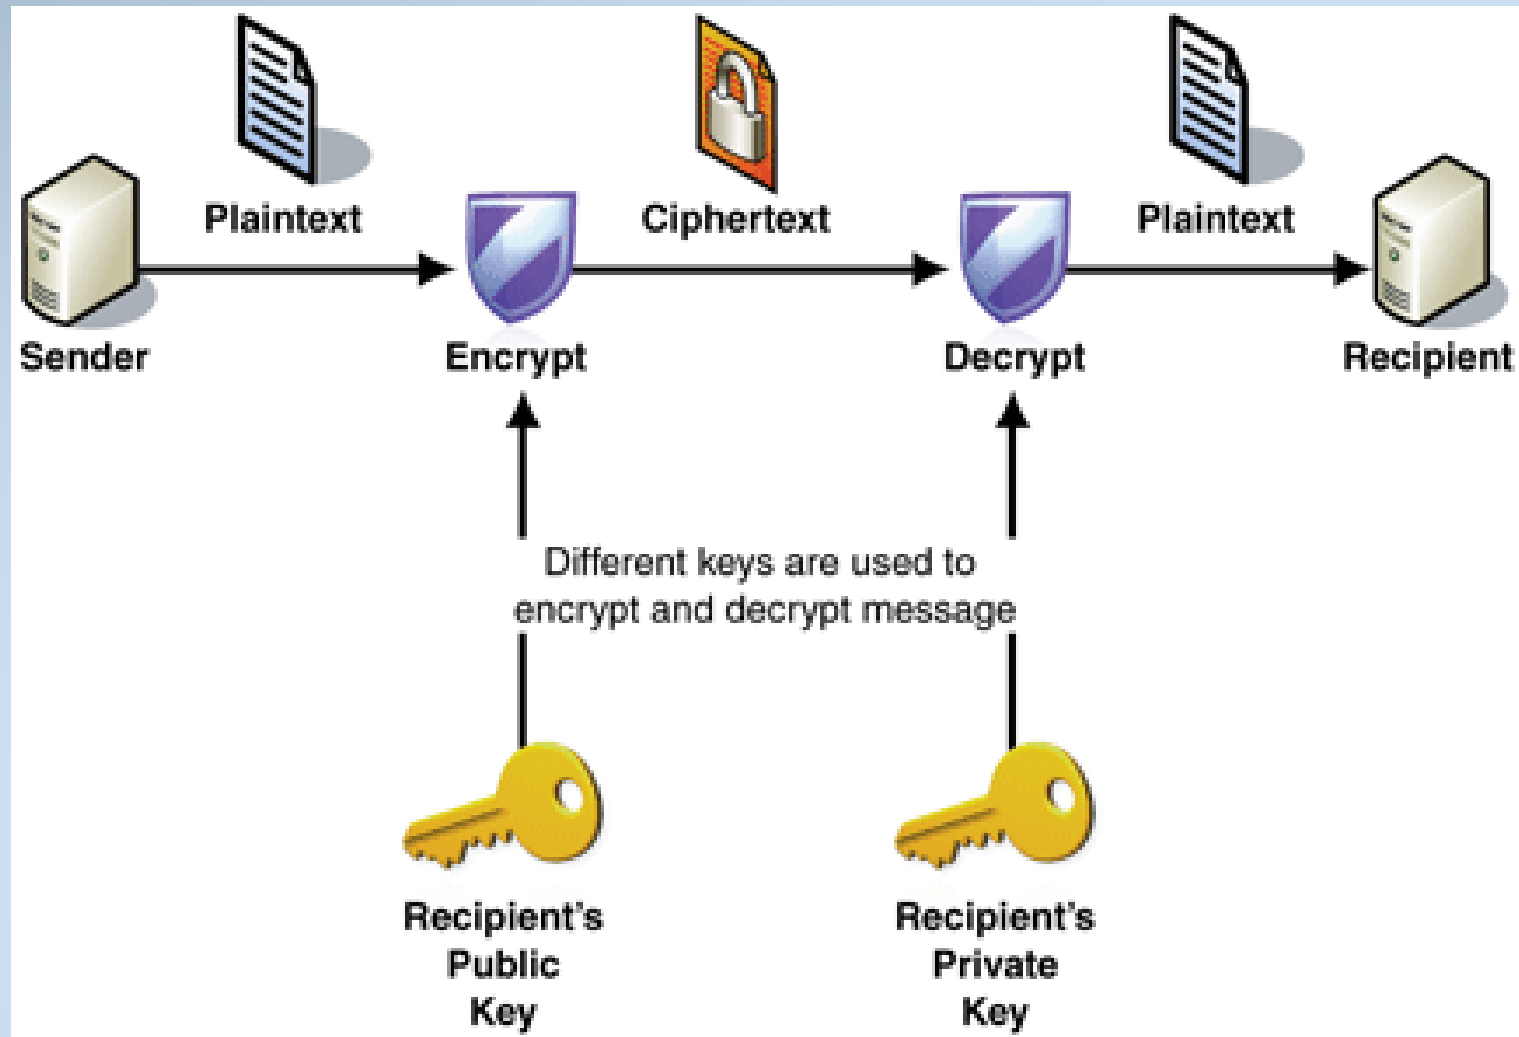 Plaintext
Ciphertext
Plaintext
Sender
Encrypt
Decrypt
Recipient
Different keys are used to
encrypt and decrypt message
Recipient's
Public
Key
Recipient's
Private
Key